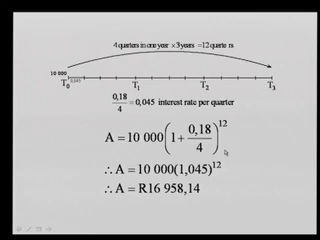 4 quarters in one year × 3 years = 12 quarters
10 000
T₀ 0,045 T₁ T₂ T₃
0,18/4 = 0,045 interest rate per quarter
A = 10 000(1 + 0,18/4)¹²
∴ A = 10 000(1,045)¹²
∴ A = R16 958,14